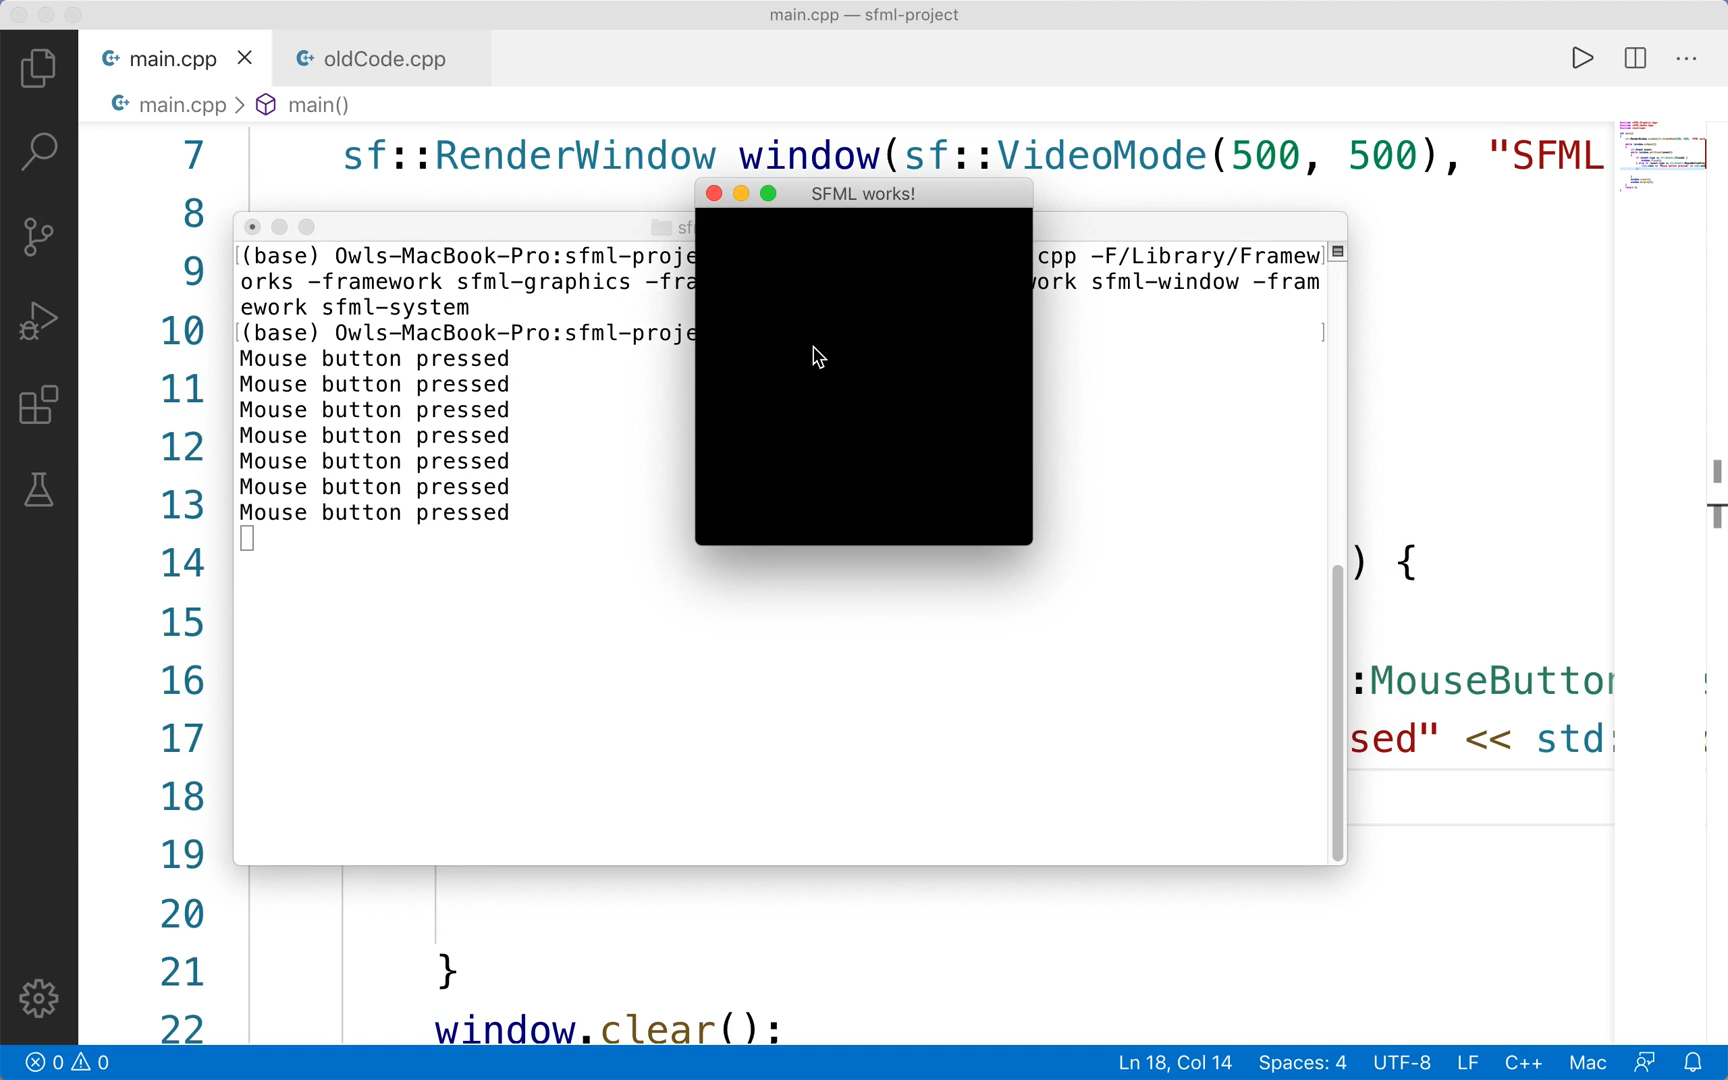 main.cpp — sfml-project
main.cpp
oldCode.cpp
main.cpp > main()
7 sf::RenderWindow window(sf::VideoMode(500, 500), "SFML
SFML works!
8
(base) Owls-MacBook-Pro:sfml-proje cpp -F/Library/Framew
9
orks -framework sfml-graphics -fra ork sfml-window -fram
ework sfml-system
10
(base) Owls-MacBook-Pro:sfml-proje
Mouse button pressed
11
Mouse button pressed
Mouse button pressed
12
Mouse button pressed
Mouse button pressed
13
Mouse button pressed
Mouse button pressed
14 ) {
15
16 :MouseButton
17 sed" << std:
18
19
20
21 }
22 window.clear();
0 0 Ln 18, Col 14 Spaces: 4 UTF-8 LF C++ Mac